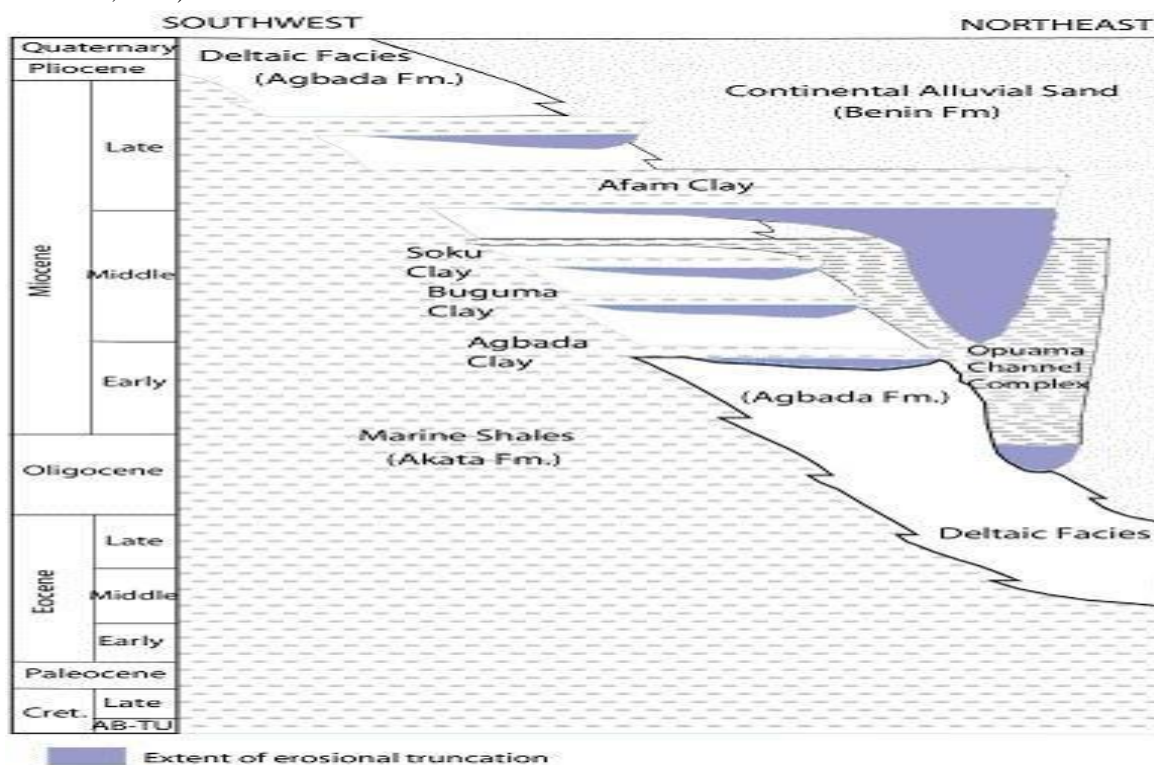 SOUTHWEST
NORTHEAST
Quaternary
Pliocene
Miocene
Late
Middle
Early
Oligocene
Eocene
Late
Middle
Early
Paleocene
Cret.
Late
AB-TU
Deltaic Facies
(Agbada Fm.)
Continental Alluvial Sand
(Benin Fm)
Afam Clay
Soku
Clay
Buguma
Clay
Agbada
Clay
Opuama
Channel
Complex
(Agbada Fm.)
Marine Shales
(Akata Fm.)
Deltaic Facies
Extent of erosional truncation